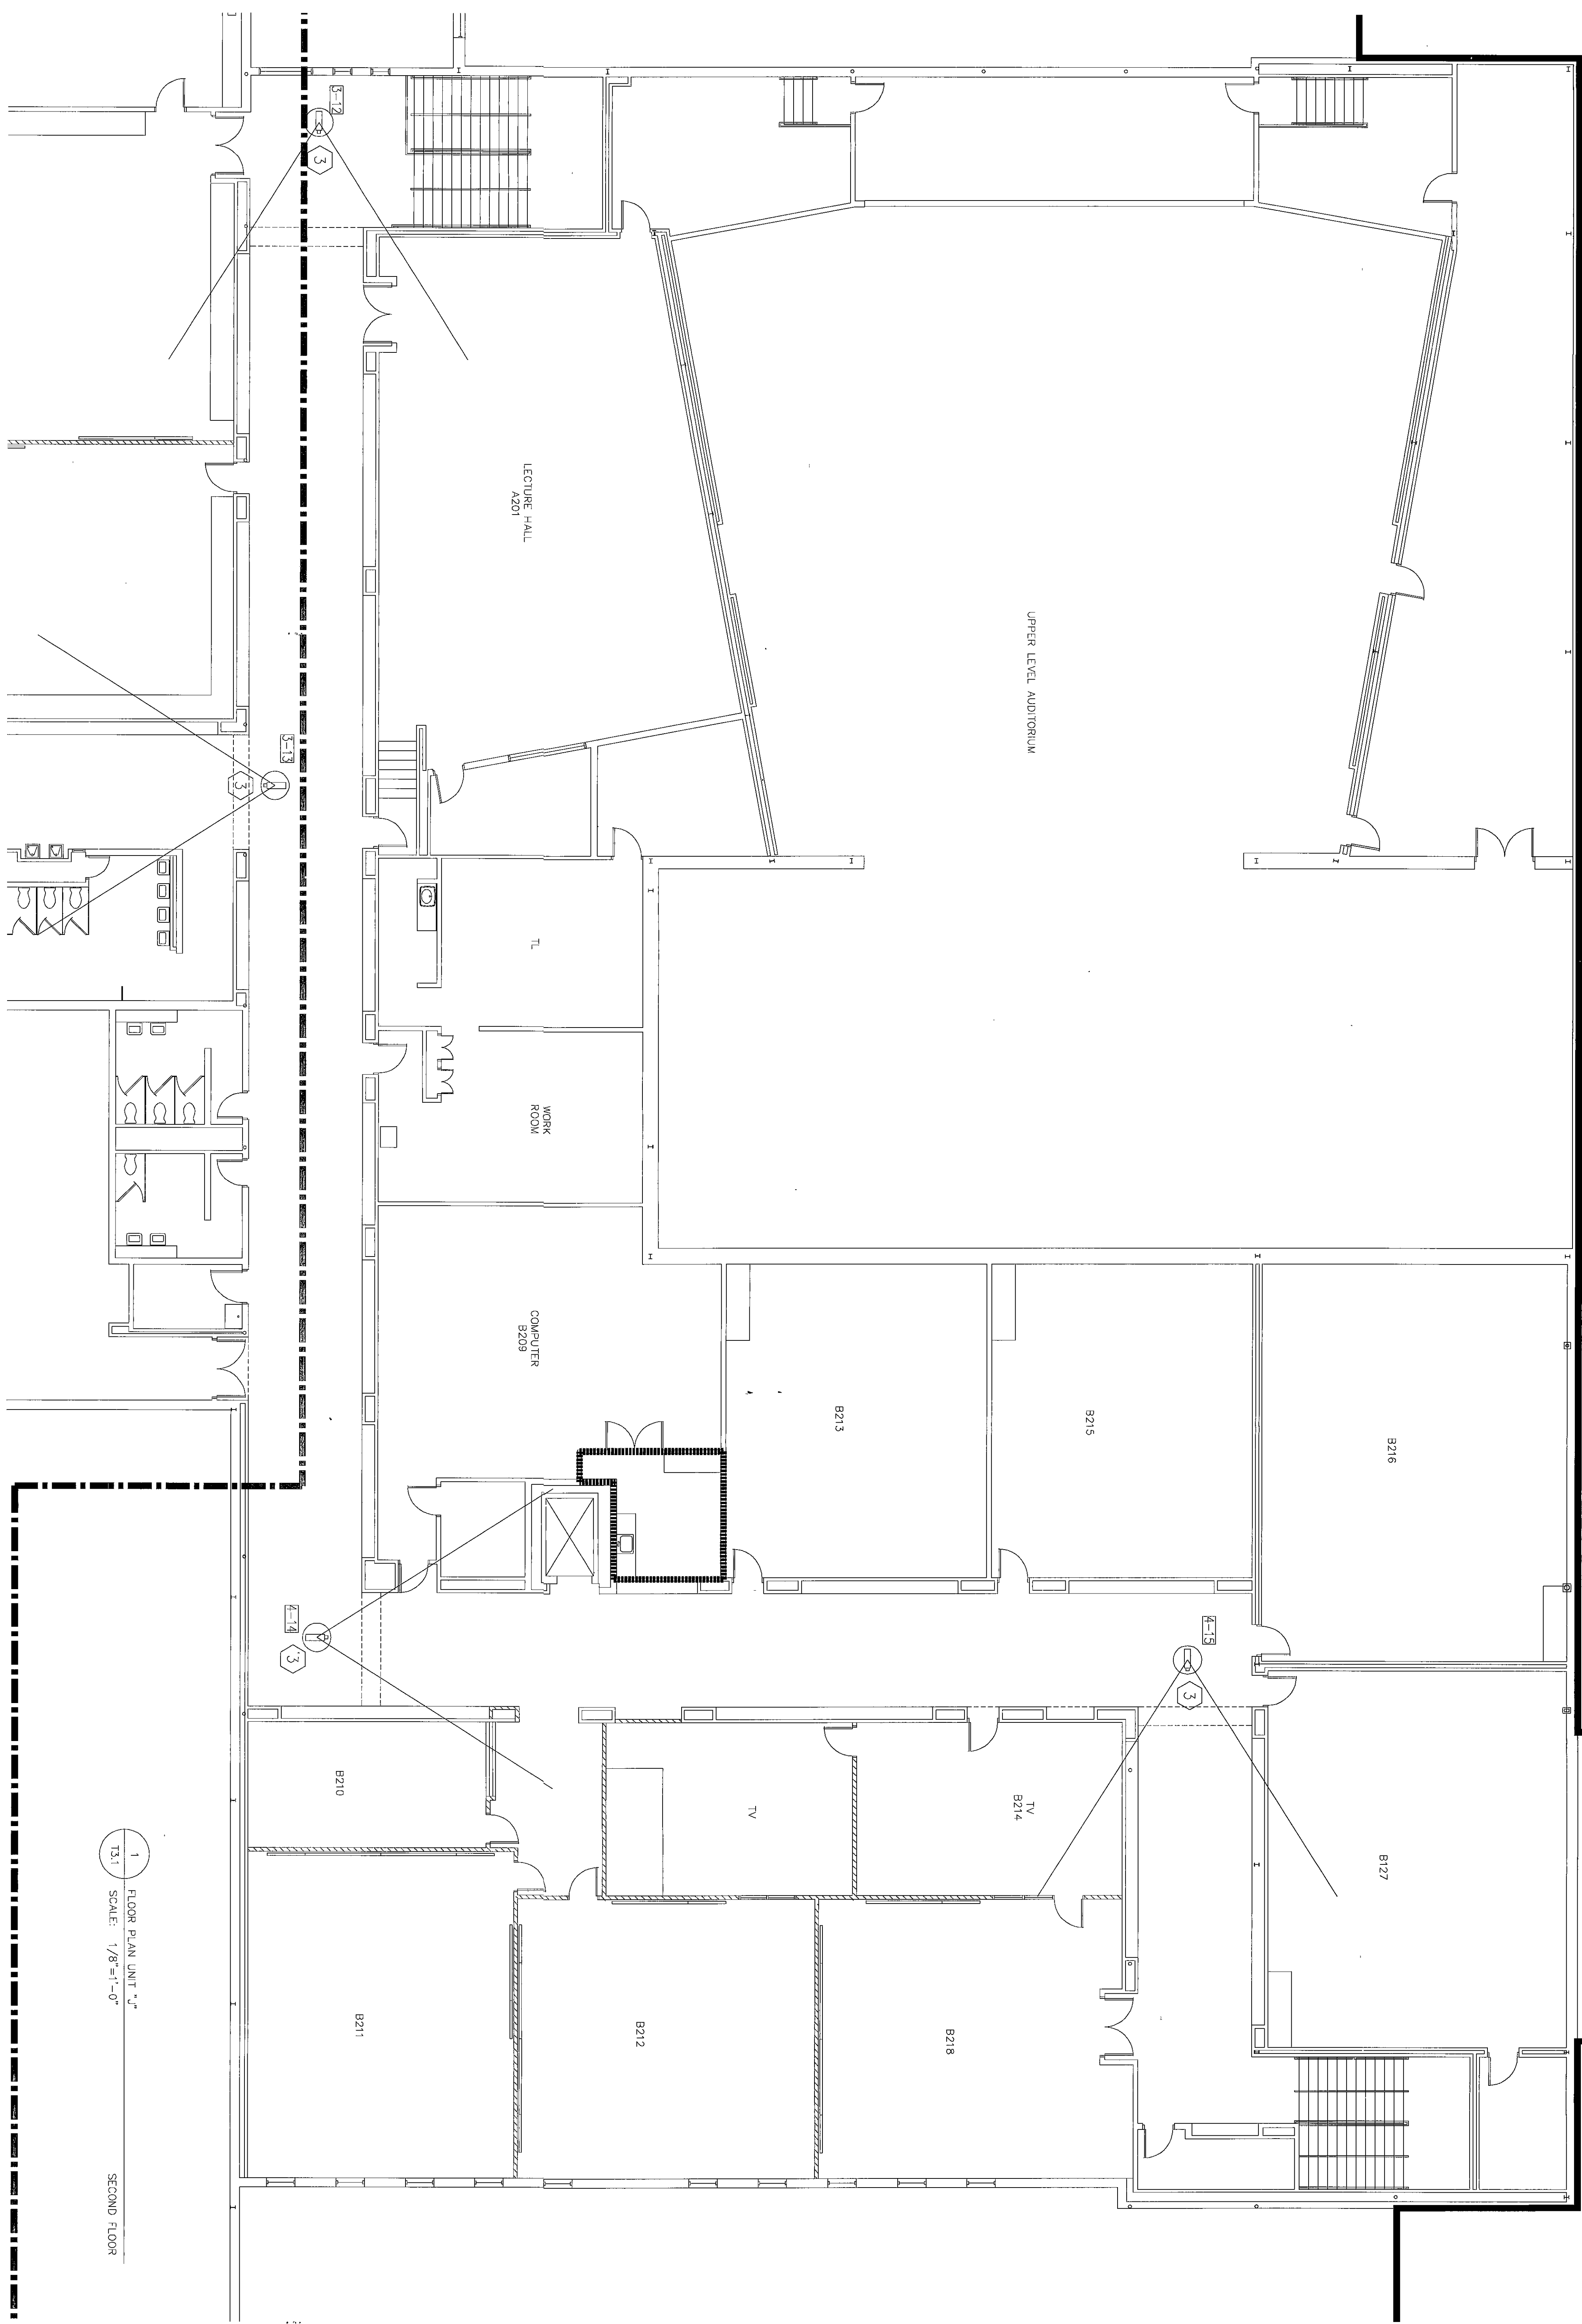 3-12
3
LECTURE HALL
A201
UPPER LEVEL AUDITORIUM
3-13
3
TL
WORK
ROOM
COMPUTER
B209
B213
B215
B216
4-14
3
4-15
3
B210
TV
TV
B214
B127
B211
B212
B218
1
T3.1
FLOOR PLAN UNIT "J"
SCALE: 1/8"=1'-0"
SECOND FLOOR